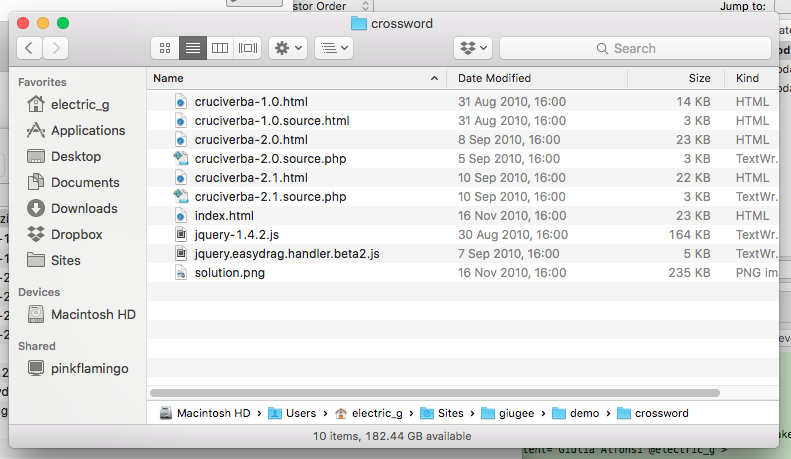 stor Order
Jump to:
crossword
Search
Favorites
electric_g
Applications
Desktop
Documents
Downloads
Dropbox
Sites
Devices
Macintosh HD
Shared
pinkflamingo
Name Date Modified Size Kind
cruciverba-1.0.html 31 Aug 2010, 16:00 14 KB HTML
cruciverba-1.0.source.html 31 Aug 2010, 16:00 3 KB HTML
cruciverba-2.0.html 8 Sep 2010, 16:00 23 KB HTML
cruciverba-2.0.source.php 5 Sep 2010, 16:00 3 KB TextWr.
cruciverba-2.1.html 10 Sep 2010, 16:00 22 KB HTML
cruciverba-2.1.source.php 10 Sep 2010, 16:00 3 KB TextWr.
index.html 16 Nov 2010, 16:00 23 KB HTML
jquery-1.4.2.js 30 Aug 2010, 16:00 164 KB TextWr.
jquery.easydrag.handler.beta2.js 7 Sep 2010, 16:00 5 KB TextWr.
solution.png 16 Nov 2010, 16:00 235 KB PNG im
Macintosh HD Users electric_g Sites giugee demo crossword
10 items, 182.44 GB available
tent="Giulia Alfonsi @electric_g">